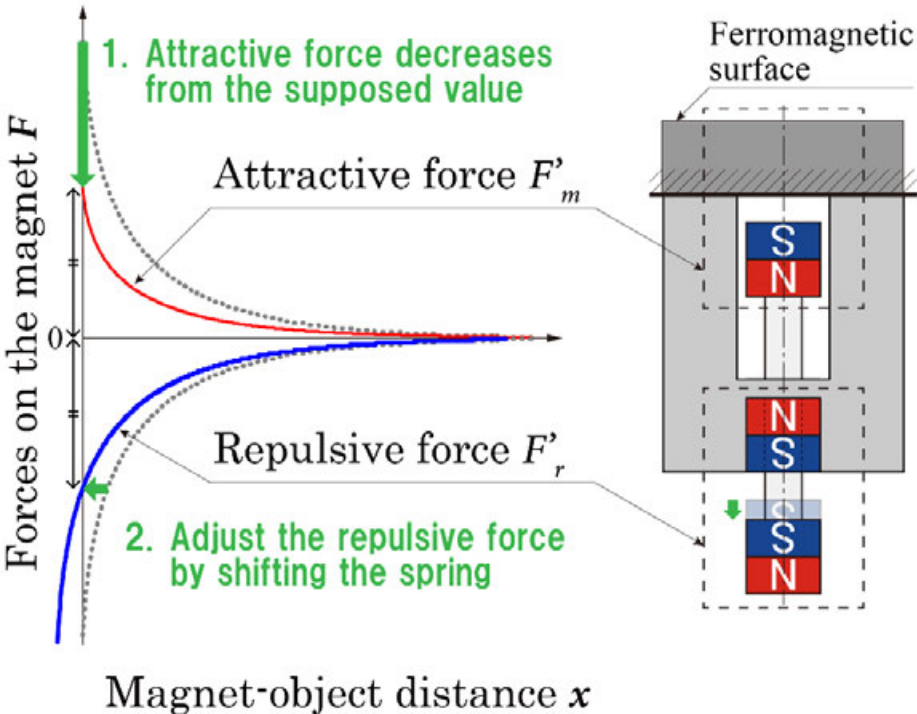 1. Attractive force decreases
from the supposed value
Ferromagnetic
surface
Forces on the magnet F
Attractive force F'm
0
Repulsive force F'r
2. Adjust the repulsive force
by shifting the spring
Magnet-object distance x
S
N
N
S
S
S
N